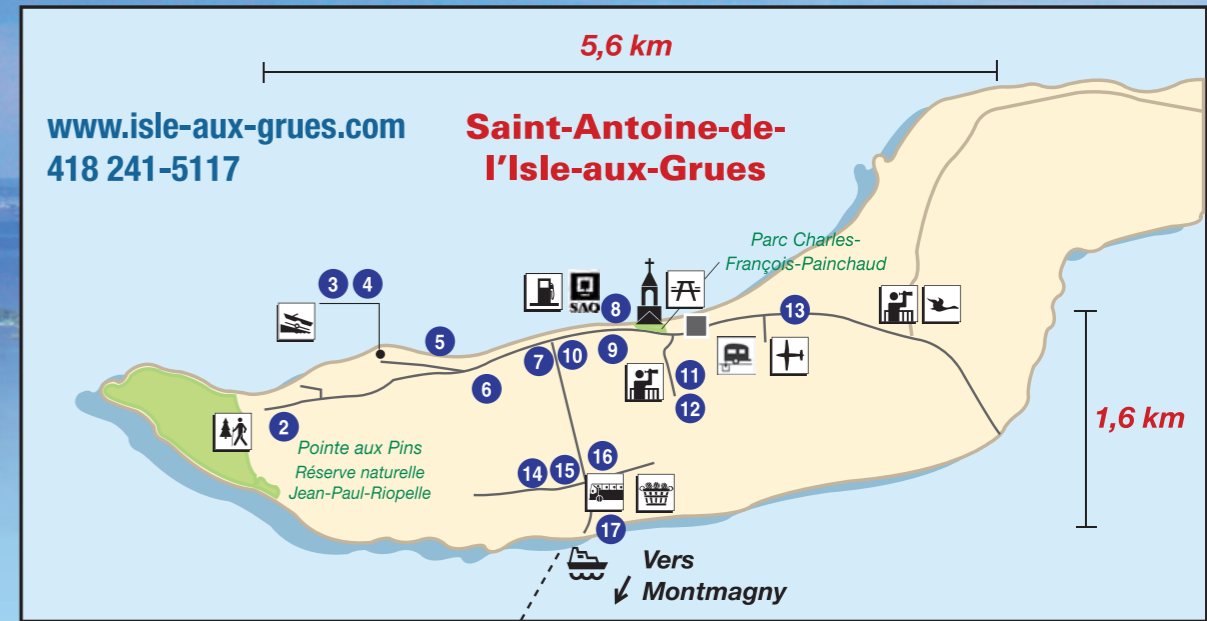 5,6 km
www.isle-aux-grues.com
418 241-5117
Saint-Antoine-de-
l'Isle-aux-Grues
Parc Charles-
François-Painchaud
3 4
SAQ
8
13
5
7 10 9
6
11
12
2
Pointe aux Pins
Réserve naturelle
Jean-Paul-Riopelle
1,6 km
14 15 16
17
Vers
Montmagny